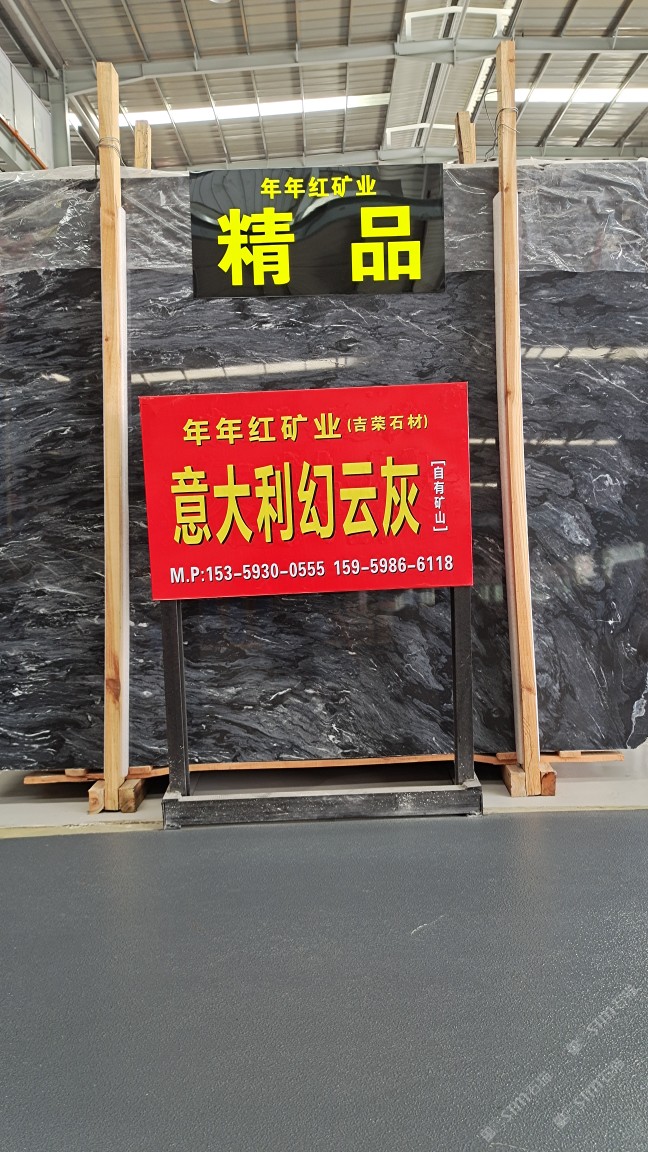 年年红矿业
精 品
年年红矿业(吉荣石材)
意大利幻云灰
[自有矿山]
M.P:153-5930-0555 159-5986-6118